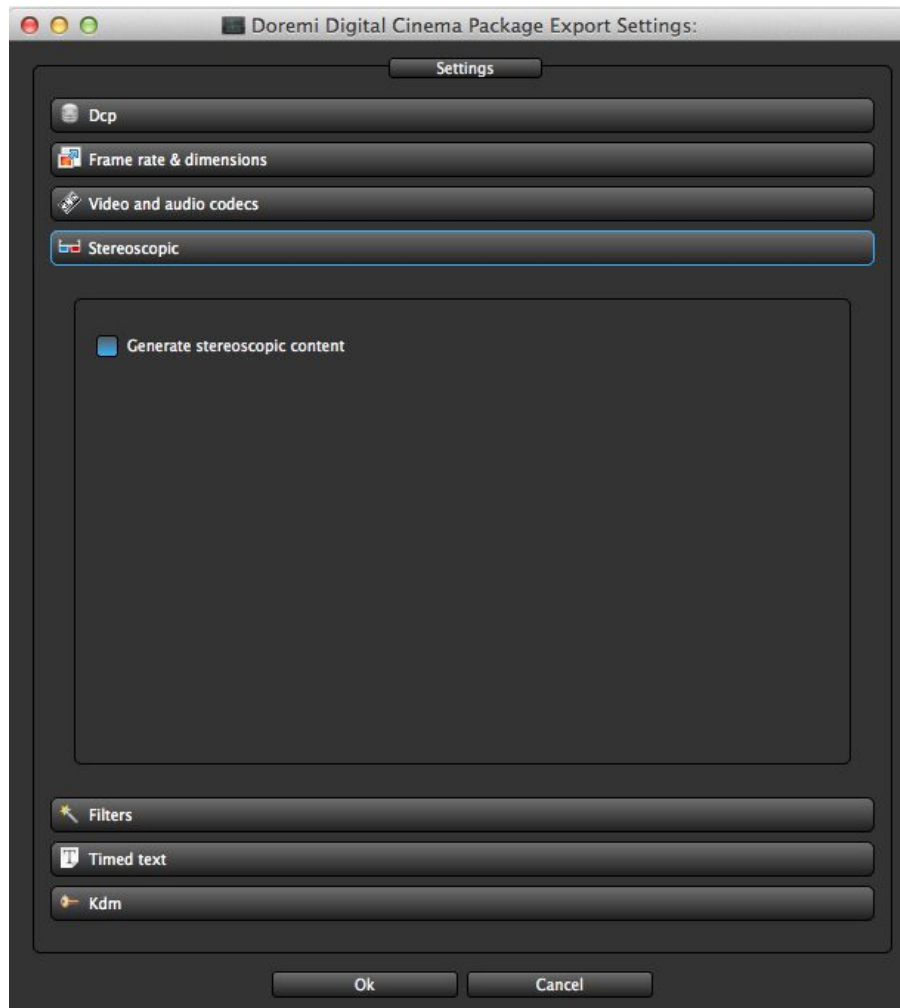 Doremi Digital Cinema Package Export Settings:
Settings
Dcp
Frame rate & dimensions
Video and audio codecs
Stereoscopic
Generate stereoscopic content
Filters
T Timed text
Kdm
Ok Cancel